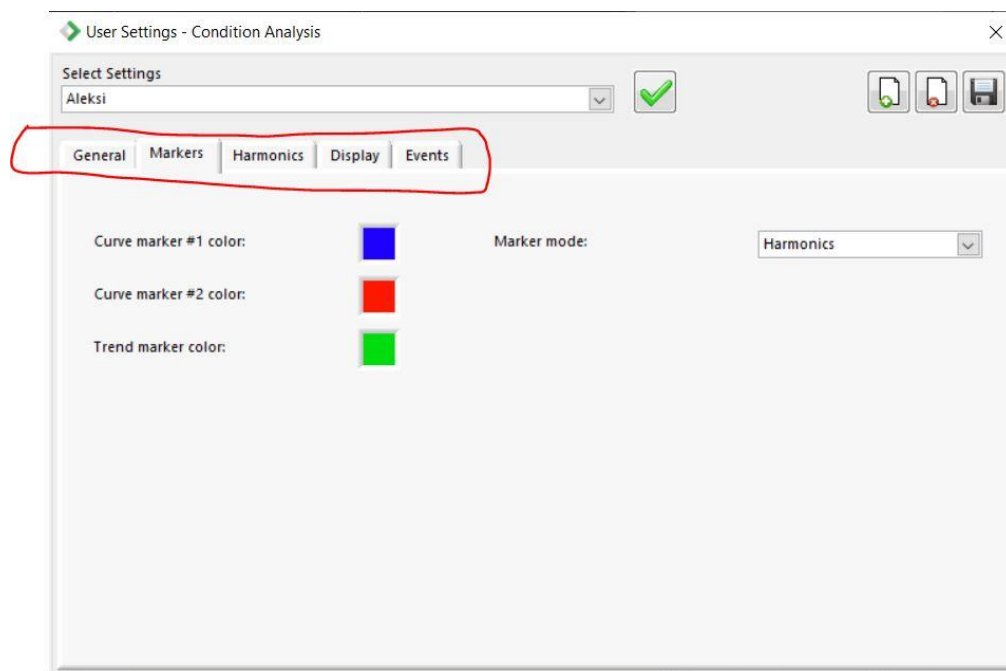 User Settings - Condition Analysis
Select Settings
Aleksi
General Markers Harmonics Display Events
Curve marker #1 color: Marker mode: Harmonics
Curve marker #2 color:
Trend marker color: